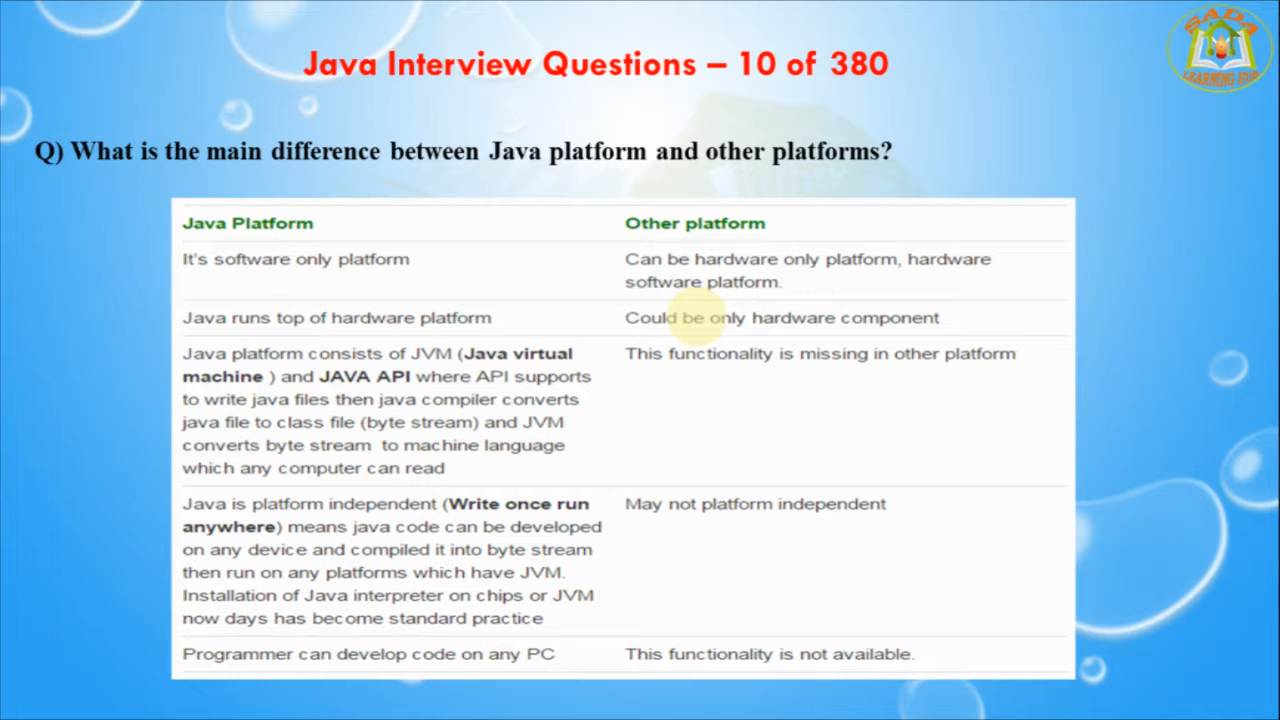 SADA
LEARNING HUB
Java Interview Questions – 10 of 380
Q) What is the main difference between Java platform and other platforms?
Java Platform
Other platform
It's software only platform
Can be hardware only platform, hardware
software platform.
Java runs top of hardware platform
Could be only hardware component
Java platform consists of JVM (Java virtual
machine ) and JAVA API where API supports
to write java files then java compiler converts
java file to class file (byte stream) and JVM
converts byte stream to machine language
which any computer can read
This functionality is missing in other platform
Java is platform independent (Write once run
anywhere) means java code can be developed
on any device and compiled it into byte stream
then run on any platforms which have JVM.
Installation of Java interpreter on chips or JVM
now days has become standard practice
May not platform independent
Programmer can develop code on any PC
This functionality is not available.